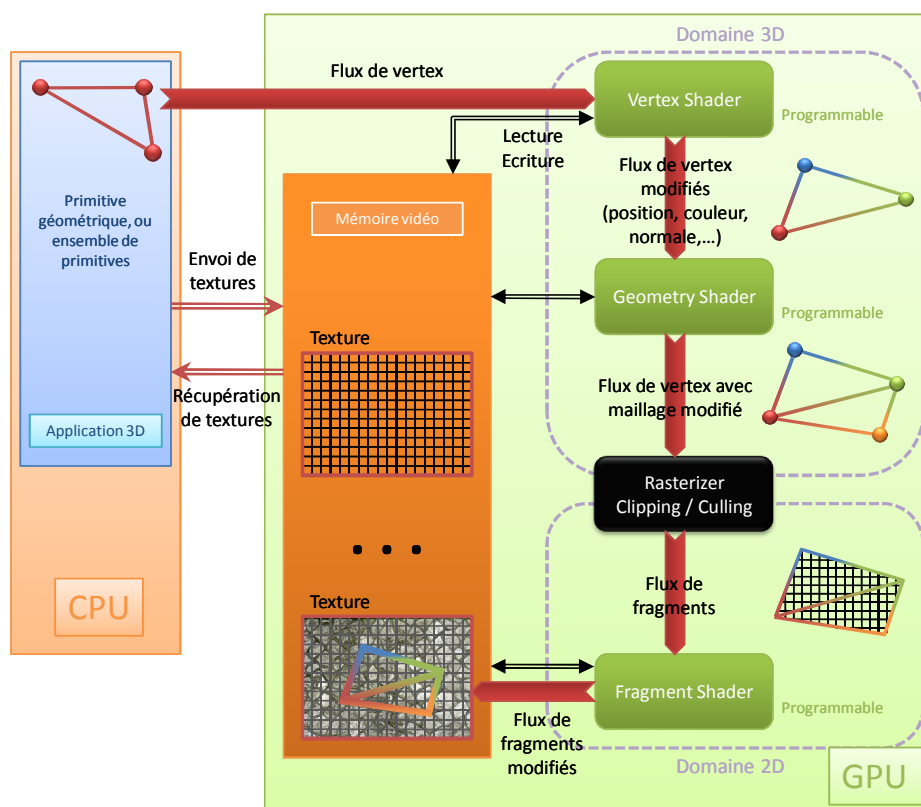 Domaine 3D
Flux de vertex
Vertex Shader
Programmable
Lecture
Ecriture
Flux de vertex
modifiés
(position, couleur,
normale,...)
Primitive
géométrique, ou
ensemble de
primitives
Mémoire vidéo
Envoi de
textures
Geometry Shader
Programmable
Texture
Flux de vertex avec
maillage modifié
Récupération
de textures
Application 3D
Rasterizer
Clipping / Culling
CPU
Flux de
fragments
Texture
Fragment Shader
Programmable
Flux de
fragments
modifiés
Domaine 2D
GPU